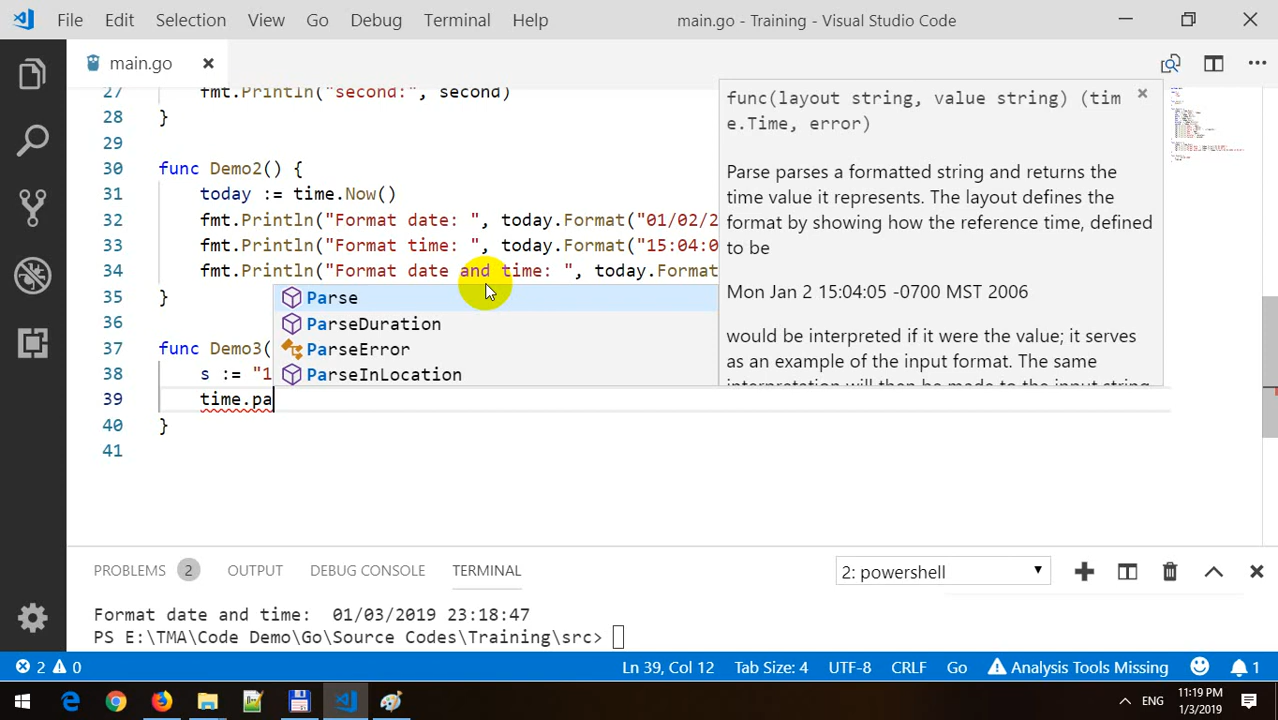 File Edit Selection View Go Debug Terminal Help main.go - Training - Visual Studio Code
main.go
27 fmt.Println("second:", second)
28 }
29
30 func Demo2() {
31 today := time.Now()
32 fmt.Println("Format date: ", today.Format("01/02/2
33 fmt.Println("Format time: ", today.Format("15:04:0
34 fmt.Println("Format date and time: ", today.Format
35 }
36
37 func Demo3(
38 s := "1
39 time.pa
40 }
41
Parse
ParseDuration
ParseError
ParseInLocation
func(layout string, value string) (tim
e.Time, error)
Parse parses a formatted string and returns the
time value it represents. The layout defines the
format by showing how the reference time, defined
to be
Mon Jan 2 15:04:05 -0700 MST 2006
would be interpreted if it were the value; it serves
as an example of the input format. The same
interpretation will then be made to the input string
PROBLEMS 2 OUTPUT DEBUG CONSOLE TERMINAL 2: powershell
Format date and time:  01/03/2019 23:18:47
PS E:\TMA\Code Demo\Go\Source Codes\Training\src>
2 0 Ln 39, Col 12 Tab Size: 4 UTF-8 CRLF Go Analysis Tools Missing 1
ENG 11:19 PM
1/3/2019